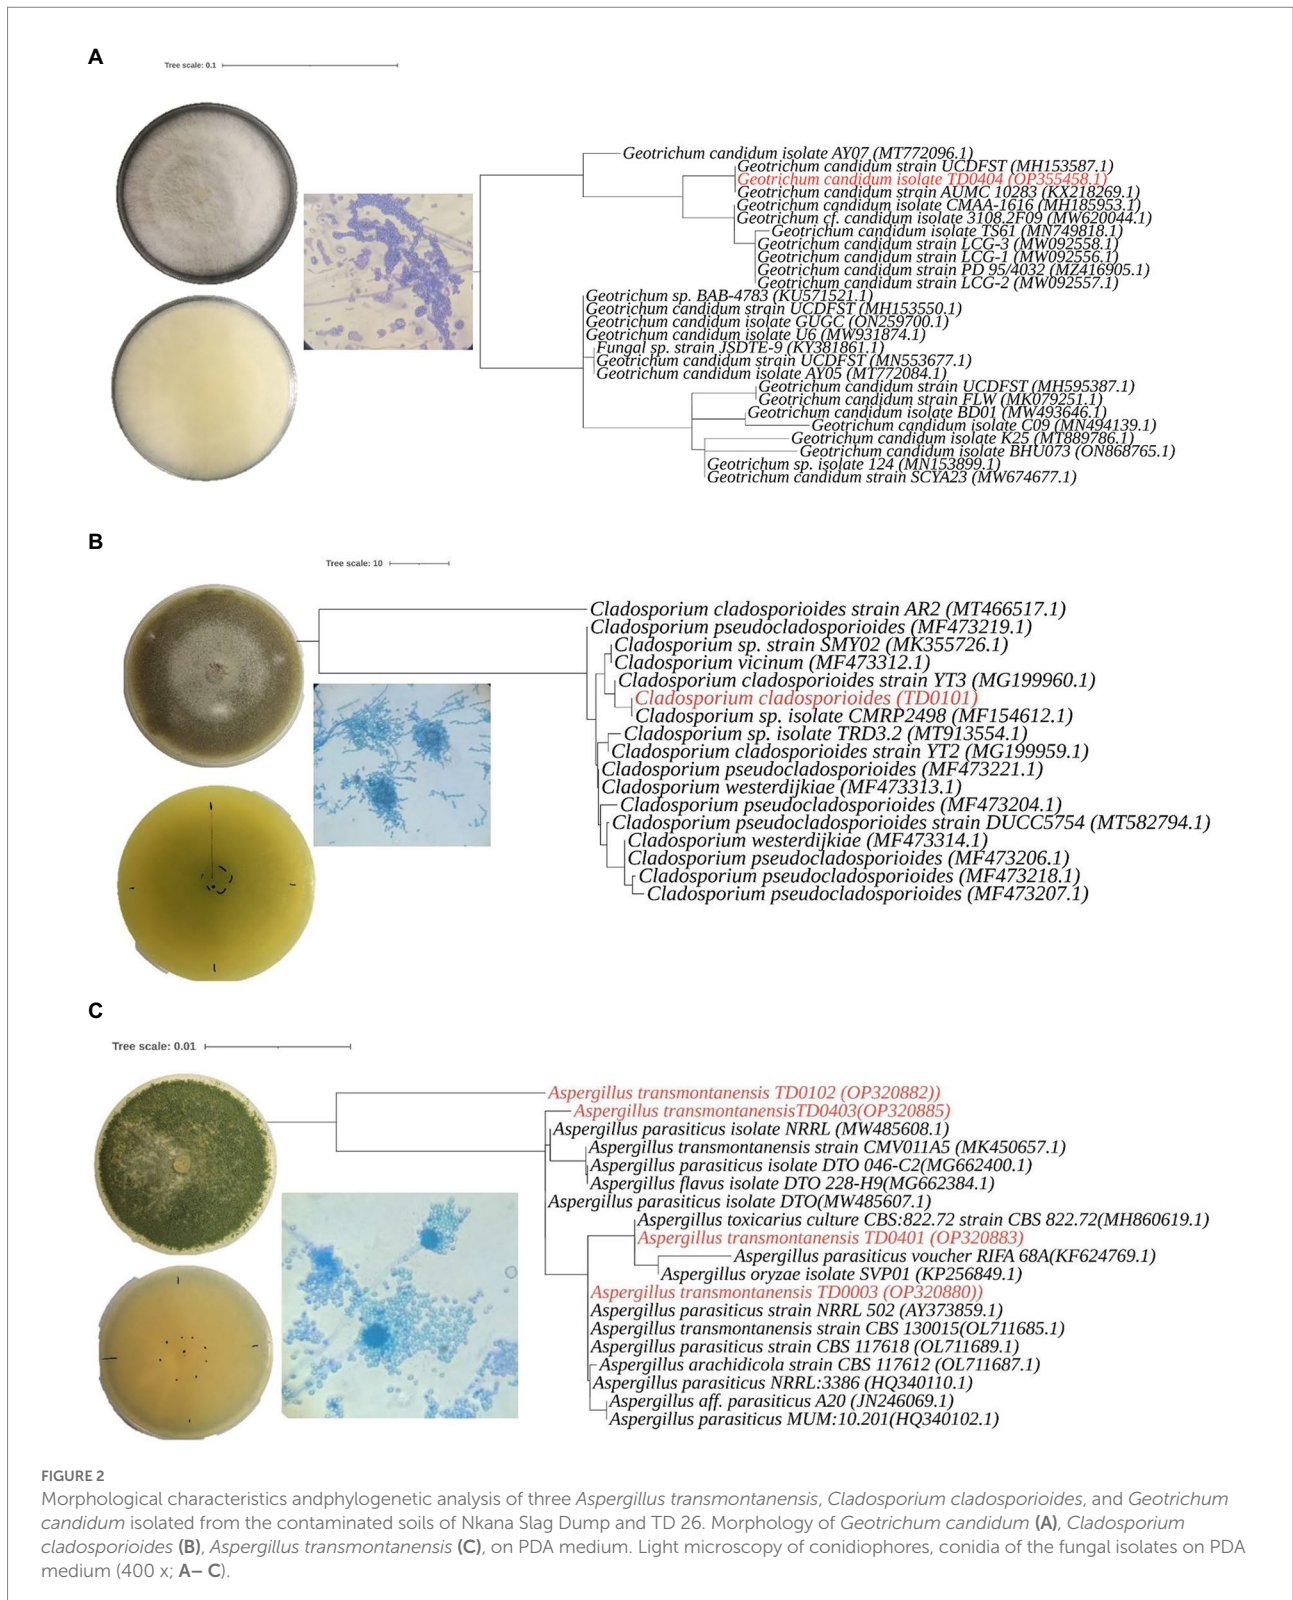 A
Tree scale: 0.1
Geotrichum candidum isolate AY07 (MT772096.1)
Geotrichum candidum strain UCDFST (MH153587.1)
Geotrichum candidum isolate TD0404 (OP355458.1)
Geotrichum candidum strain AUMC 10283 (KX218269.1)
Geotrichum candidum isolate CMAA-1616 (MH185953.1)
Geotrichum cf. candidum isolate 3108.2F09 (MW620044.1)
Geotrichum candidum isolate TS61 (MN749818.1)
Geotrichum candidum strain LCG-3 (MW092558.1)
Geotrichum candidum strain LCG-1 (MW092556.1)
Geotrichum candidum strain PD 95/4032 (MZ416905.1)
Geotrichum candidum strain LCG-2 (MW092557.1)
Geotrichum sp. BAB-4783 (KU571521.1)
Geotrichum candidum strain UCDFST (MH153550.1)
Geotrichum candidum isolate GUGC (ON259700.1)
Geotrichum candidum isolate U6 (MW931874.1)
Fungal sp. strain JSDTE-9 (KY381861.1)
Geotrichum candidum strain UCDFST (MN553677.1)
Geotrichum candidum isolate AY05 (MT772084.1)
Geotrichum candidum strain UCDFST (MH595387.1)
Geotrichum candidum strain FLW (MK079251.1)
Geotrichum candidum isolate BD01 (MW493646.1)
Geotrichum candidum isolate C09 (MN494139.1)
Geotrichum candidum isolate K25 (MT889786.1)
Geotrichum candidum isolate BHU073 (ON868765.1)
Geotrichum sp. isolate 124 (MN153899.1)
Geotrichum candidum strain SCYA23 (MW674677.1)
B
Tree scale: 10
Cladosporium cladosporioides strain AR2 (MT466517.1)
Cladosporium pseudocladosporioides (MF473219.1)
Cladosporium sp. strain SMY02 (MK355726.1)
Cladosporium vicinum (MF473312.1)
Cladosporium cladosporioides strain YT3 (MG199960.1)
Cladosporium cladosporioides (TD0101)
Cladosporium sp. isolate CMRP2498 (MF154612.1)
Cladosporium sp. isolate TRD3.2 (MT913554.1)
Cladosporium cladosporioides strain YT2 (MG199959.1)
Cladosporium pseudocladosporioides (MF473221.1)
Cladosporium westerdijkiae (MF473313.1)
Cladosporium pseudocladosporioides (MF473204.1)
Cladosporium pseudocladosporioides strain DUCC5754 (MT582794.1)
Cladosporium westerdijkiae (MF473314.1)
Cladosporium pseudocladosporioides (MF473206.1)
Cladosporium pseudocladosporioides (MF473218.1)
Cladosporium pseudocladosporioides (MF473207.1)
C
Tree scale: 0.01
Aspergillus transmontanensis TD0102 (OP320882))
Aspergillus transmontanensisTD0403(OP320885)
Aspergillus parasiticus isolate NRRL (MW485608.1)
Aspergillus transmontanensis strain CMV011A5 (MK450657.1)
Aspergillus parasiticus isolate DTO 046-C2(MG662400.1)
Aspergillus flavus isolate DTO 228-H9(MG662384.1)
Aspergillus parasiticus isolate DTO(MW485607.1)
Aspergillus toxicarius culture CBS:822.72 strain CBS 822.72(MH860619.1)
Aspergillus transmontanensis TD0401 (OP320883)
Aspergillus parasiticus voucher RIFA 68A(KF624769.1)
Aspergillus oryzae isolate SVP01 (KP256849.1)
Aspergillus transmontanensis TD0003 (OP320880))
Aspergillus parasiticus strain NRRL 502 (AY373859.1)
Aspergillus transmontanensis strain CBS 130015(OL711685.1)
Aspergillus parasiticus strain CBS 117618 (OL711689.1)
Aspergillus arachidicola strain CBS 117612 (OL711687.1)
Aspergillus parasiticus NRRL:3386 (HQ340110.1)
Aspergillus aff. parasiticus A20 (JN246069.1)
Aspergillus parasiticus MUM:10.201(HQ340102.1)
FIGURE 2
Morphological characteristics andphylogenetic analysis of three Aspergillus transmontanensis, Cladosporium cladosporioides, and Geotrichum
candidum isolated from the contaminated soils of Nkana Slag Dump and TD 26. Morphology of Geotrichum candidum (A), Cladosporium
cladosporioides (B), Aspergillus transmontanensis (C), on PDA medium. Light microscopy of conidiophores, conidia of the fungal isolates on PDA
medium (400 x; A– C).